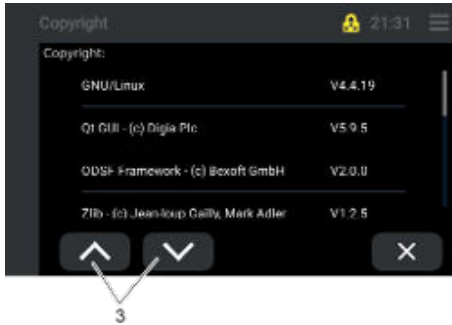 Copyright
21:31
Copyright:
GNU/Linux V4.4.19
Qt GUI - (c) Digia Plc V5.9.5
ODSF Framework - (c) Bexoft GmbH V2.0.0
Zlib - (c) Jean-loup Gailly, Mark Adler V1.2.5
3